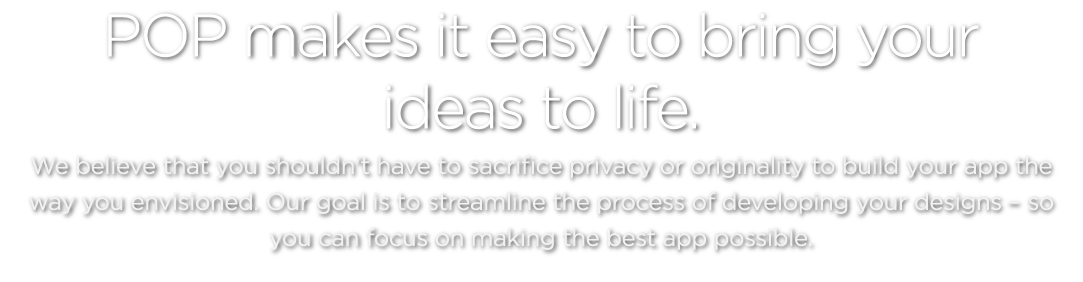 POP makes it easy to bring your
ideas to life.
We believe that you shouldn't have to sacrifice privacy or originality to build your app the
way you envisioned. Our goal is to streamline the process of developing your designs – so
you can focus on making the best app possible.